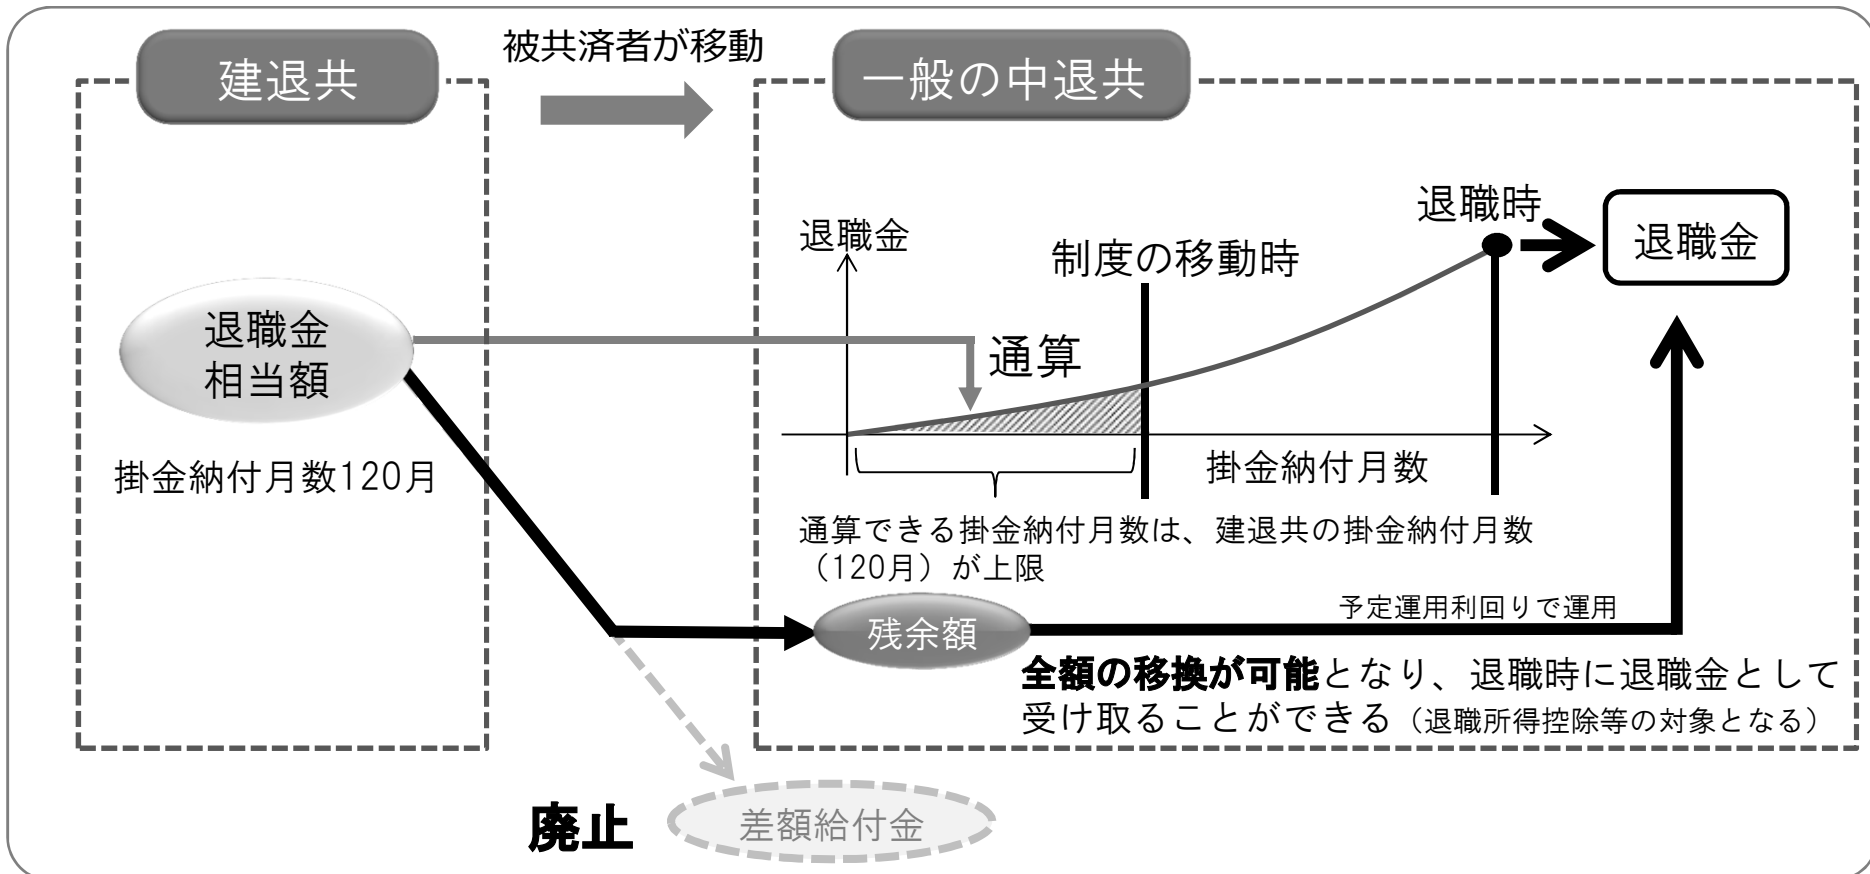 建退共
被共済者が移動
一般の中退共
退職金
相当額
掛金納付月数120月
退職金
制度の移動時
退職時
退職金
通算
掛金納付月数
通算できる掛金納付月数は、建退共の掛金納付月数
（120月）が上限
残余額
予定運用利回りで運用
全額の移換が可能となり、退職時に退職金として
受け取ることができる（退職所得控除等の対象となる）
廃止
差額給付金